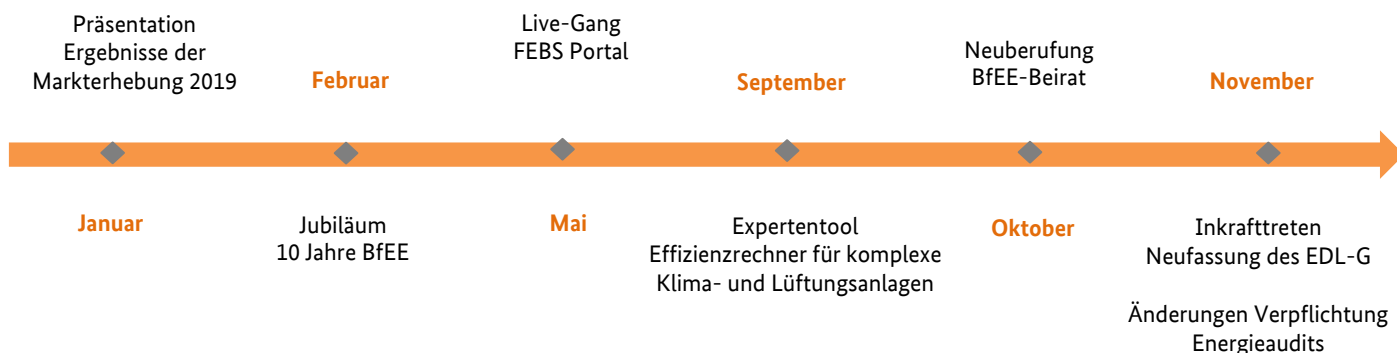 Präsentation
Ergebnisse der
Markterhebung 2019
Januar
Februar
Jubiläum
10 Jahre BfEE
Live-Gang
FEBS Portal
Mai
September
Expertentool
Effizienzrechner für komplexe
Klima- und Lüftungsanlagen
Neuberufung
BfEE-Beirat
Oktober
November
Inkrafttreten
Neufassung des EDL-G
Änderungen Verpflichtung
Energieaudits